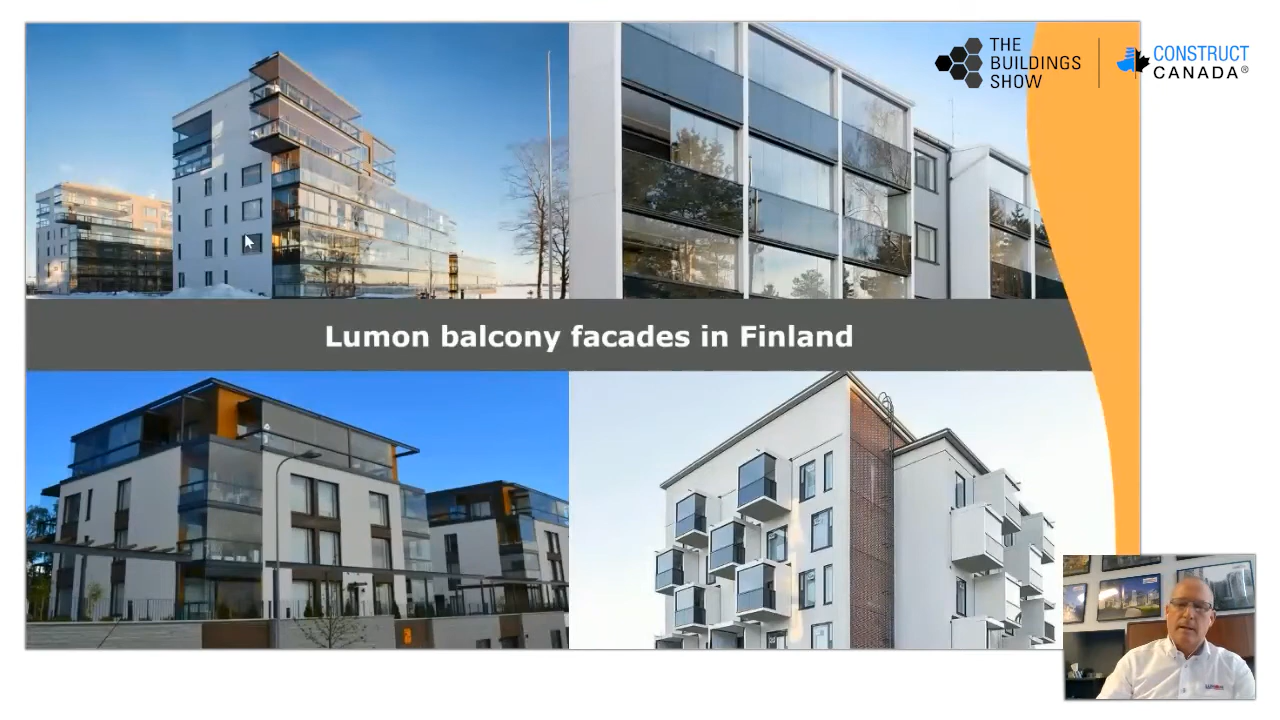 THE
BUILDINGS
SHOW
CONSTRUCT
CANADA®
Lumon balcony facades in Finland